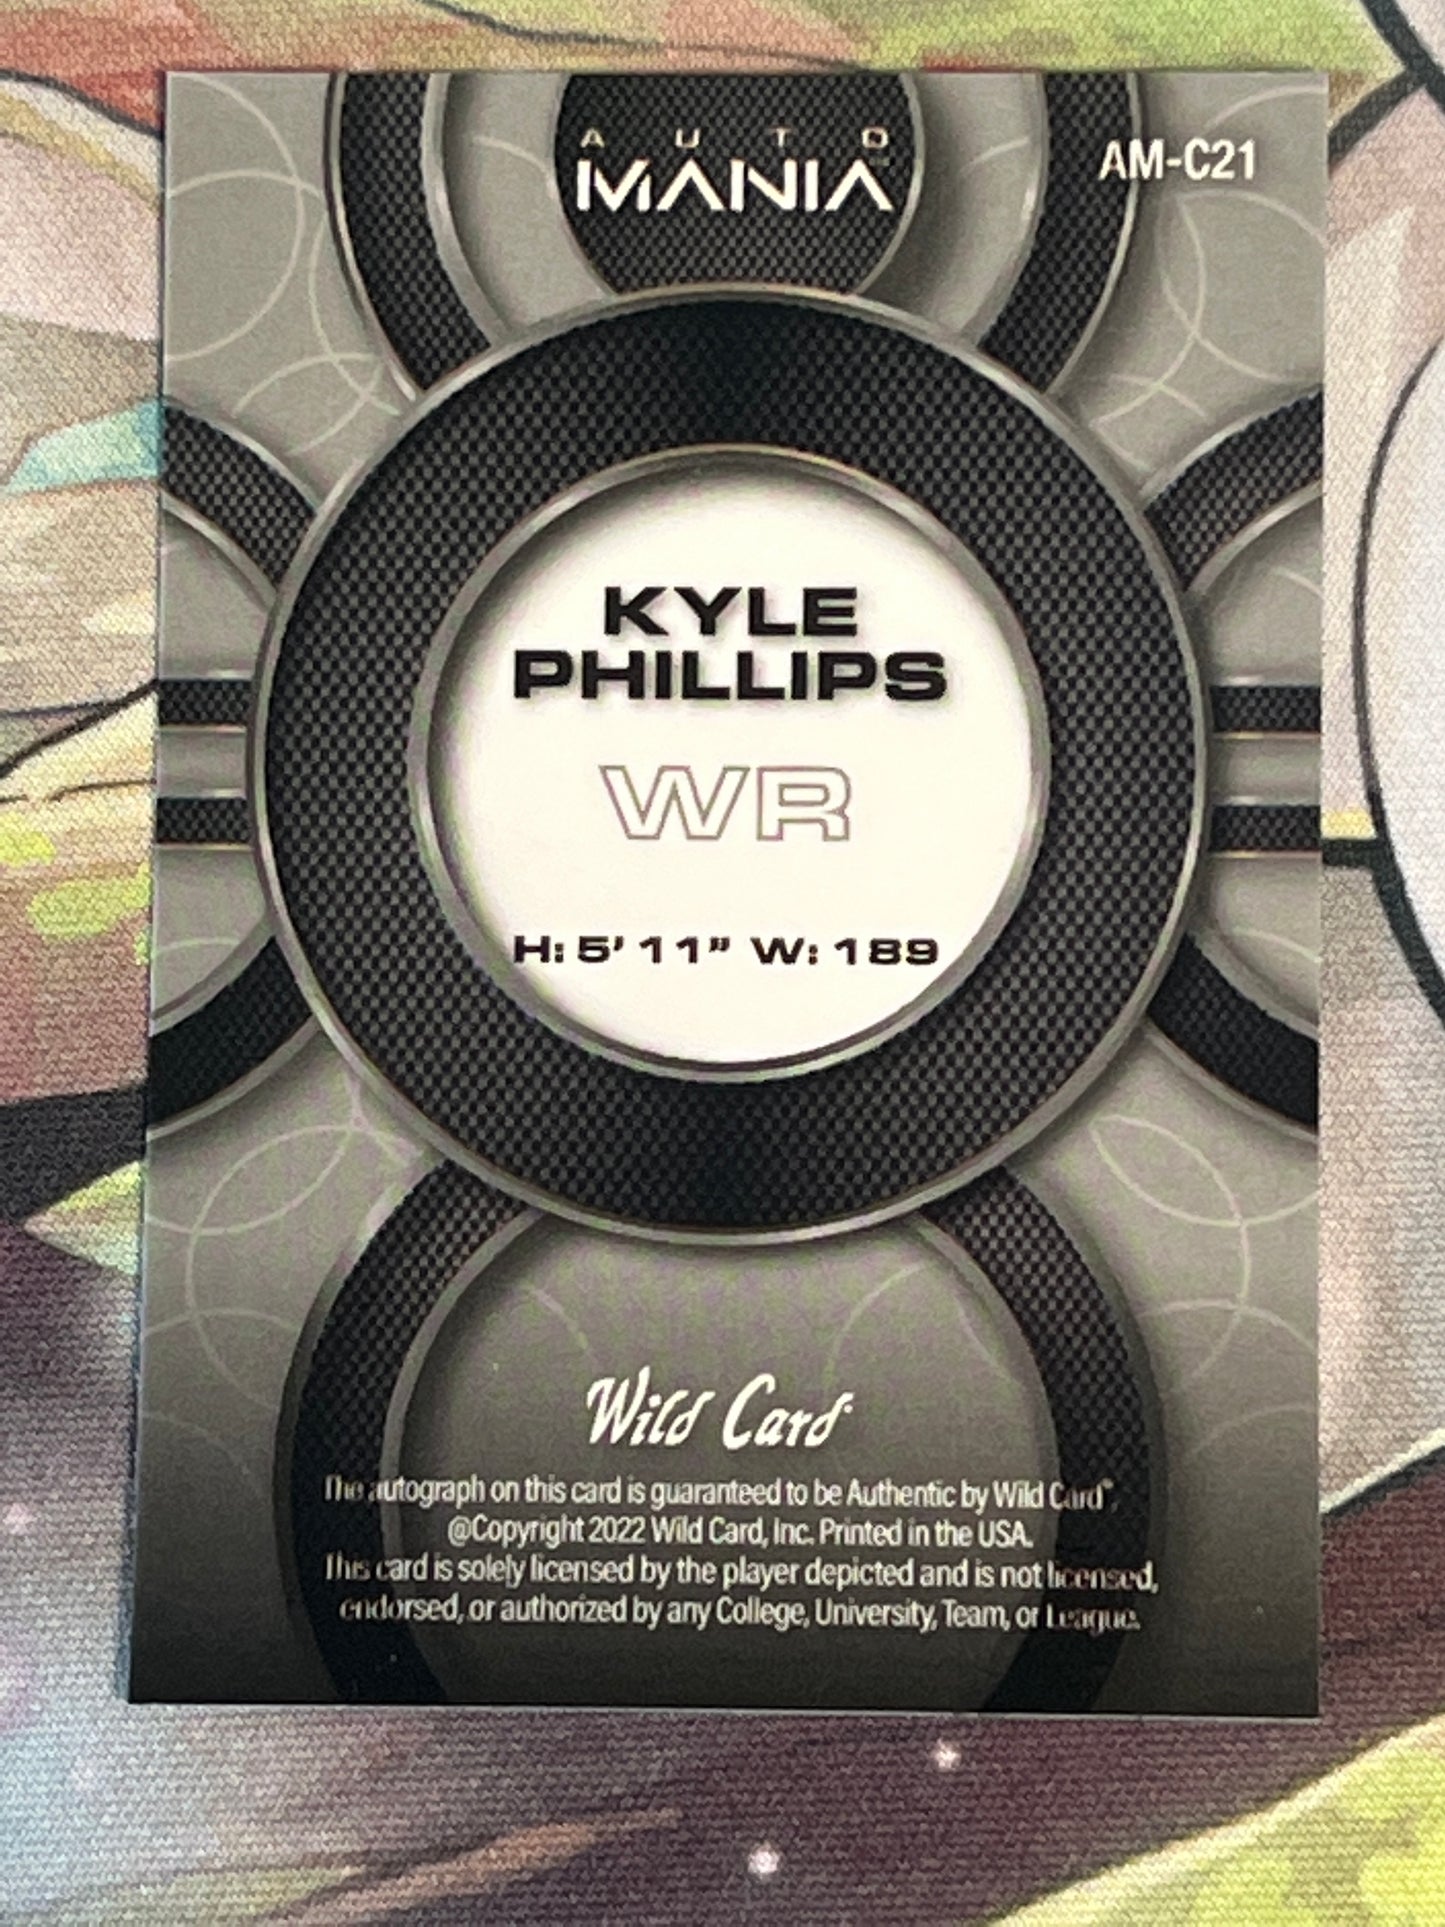 AUTO
MANIA
AM-C21
KYLE
PHILLIPS
WR
H: 5' 11" W: 189
Wild Card
The autograph on this card is guaranteed to be Authentic by Wild Card®.
@Copyright 2022 Wild Card, Inc. Printed in the USA.
This card is solely licensed by the player depicted and is not licensed,
endorsed, or authorized by any College, University, Team, or League.